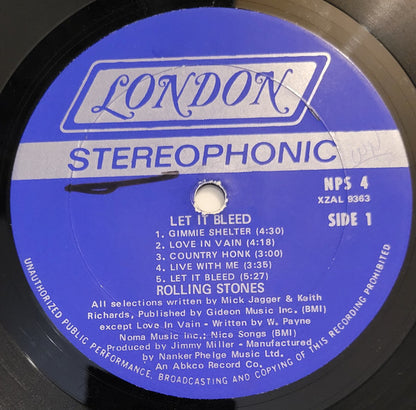 LONDON
STEREOPHONIC
NPS 4
XZAL 9363
SIDE 1
LET IT BLEED
1. GIMMIE SHELTER (4:30)
2. LOVE IN VAIN (4:18)
3. COUNTRY HONK (3:00)
4. LIVE WITH ME (3:35)
5. LET IT BLEED (5:27)
ROLLING STONES
All selections written by Mick Jagger & Keith
Richards, Published by Gideon Music Inc. (BMI)
except Love In Vain - Written by W. Payne
Noma Music inc.; Nice Songs (BMI)
Produced by Jimmy Miller - Manufactured
by Nanker Phelge Music Ltd.
An Abkco Record Co.
UNAUTHORIZED PUBLIC PERFORMANCE, BROADCASTING AND COPYING OF THIS RECORD PROHIBITED